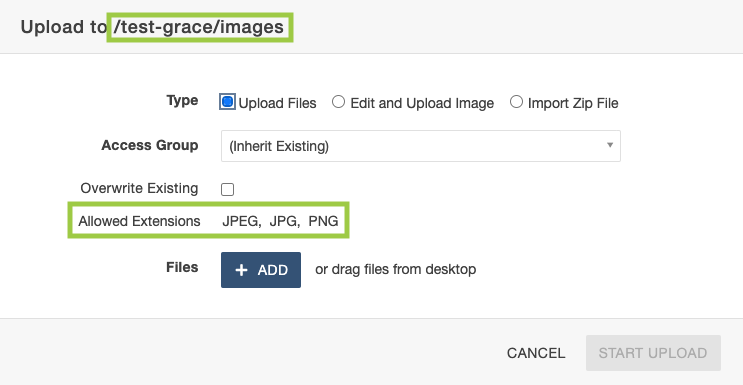 Upload to /test-grace/images
Type Upload Files Edit and Upload Image Import Zip File
Access Group (Inherit Existing)
Overwrite Existing
Allowed Extensions JPEG, JPG, PNG
Files + ADD or drag files from desktop
CANCEL START UPLOAD